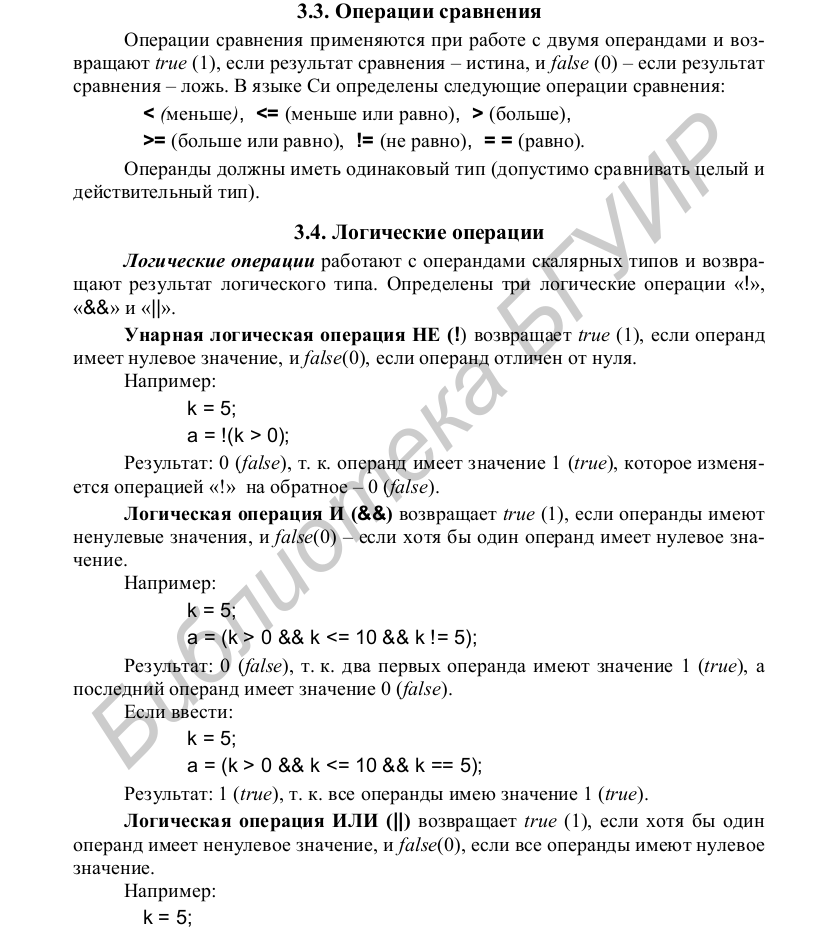 3.3. Операции сравнения
Операции сравнения применяются при работе с двумя операндами и воз-
вращают true (1), если результат сравнения – истина, и false (0) – если результат
сравнения – ложь. В языке Си определены следующие операции сравнения:
< (меньше), <= (меньше или равно), > (больше),
>= (больше или равно), != (не равно), = = (равно).
Операнды должны иметь одинаковый тип (допустимо сравнивать целый и
действительный тип).
3.4. Логические операции
Логические операции работают с операндами скалярных типов и возвра-
щают результат логического типа. Определены три логические операции «!»,
«&&» и «||».
Унарная логическая операция НЕ (!) возвращает true (1), если операнд
имеет нулевое значение, и false(0), если операнд отличен от нуля.
Например:
k = 5;
a = !(k > 0);
Результат: 0 (false), т. к. операнд имеет значение 1 (true), которое изменя-
ется операцией «!» на обратное – 0 (false).
Логическая операция И (&&) возвращает true (1), если операнды имеют
ненулевые значения, и false(0) – если хотя бы один операнд имеет нулевое зна-
чение.
Например:
k = 5;
a = (k > 0 && k <= 10 && k != 5);
Результат: 0 (false), т. к. два первых операнда имеют значение 1 (true), а
последний операнд имеет значение 0 (false).
Если ввести:
k = 5;
a = (k > 0 && k <= 10 && k == 5);
Результат: 1 (true), т. к. все операнды имею значение 1 (true).
Логическая операция ИЛИ (||) возвращает true (1), если хотя бы один
операнд имеет ненулевое значение, и false(0), если все операнды имеют нулевое
значение.
Например:
k = 5;
Библиотека БГУИР